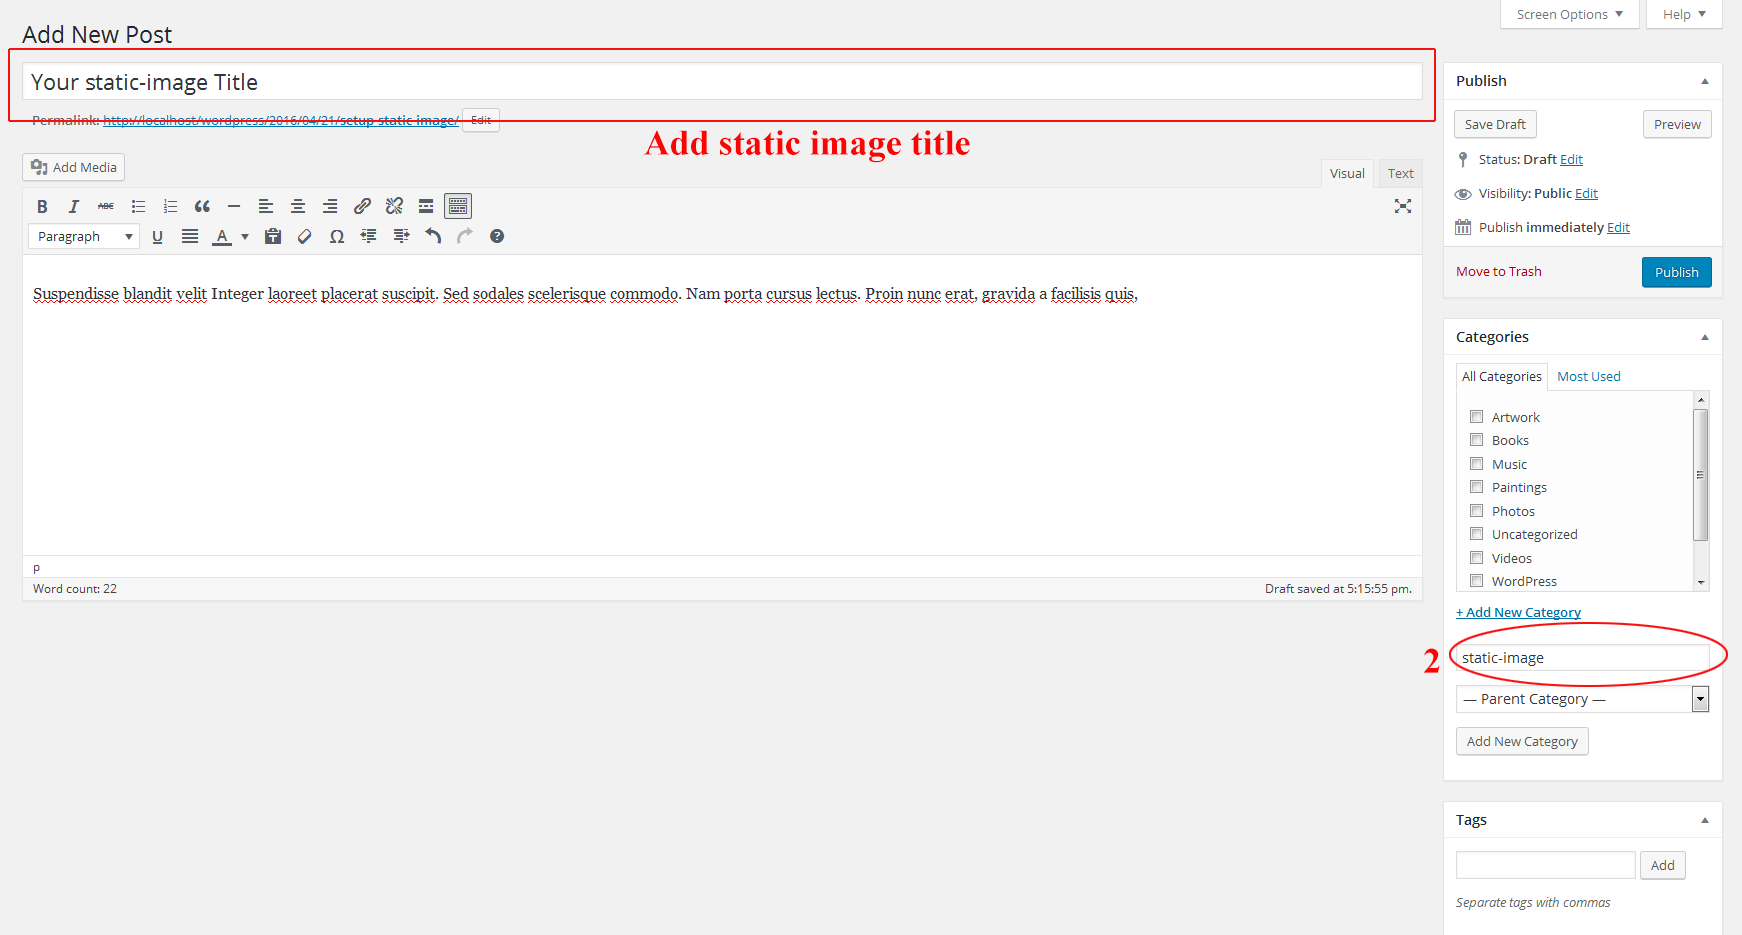 Screen Options ▼
Help ▼
Add New Post
Your static-image Title
Permalink: http://localhost/wordpress/2016/04/21/setup-static-image/ Edit
Add static image title
Add Media
Visual
Text
B I ABC
Paragraph
U A Ω
Suspendisse blandit velit Integer laoreet placerat suscipit. Sed sodales scelerisque commodo. Nam porta cursus lectus. Proin nunc erat, gravida a facilisis quis,
p
Word count: 22
Draft saved at 5:15:55 pm.
Publish
Save Draft
Preview
Status: Draft Edit
Visibility: Public Edit
Publish immediately Edit
Move to Trash
Publish
Categories
All Categories
Most Used
Artwork
Books
Music
Paintings
Photos
Uncategorized
Videos
WordPress
+ Add New Category
2
static-image
— Parent Category —
Add New Category
Tags
Add
Separate tags with commas